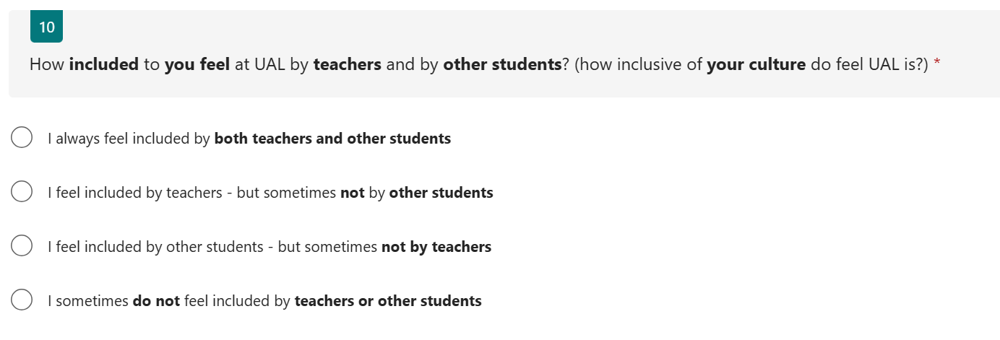 10
How included to you feel at UAL by teachers and by other students? (how inclusive of your culture do feel UAL is?) *
I always feel included by both teachers and other students
I feel included by teachers - but sometimes not by other students
I feel included by other students - but sometimes not by teachers
I sometimes do not feel included by teachers or other students